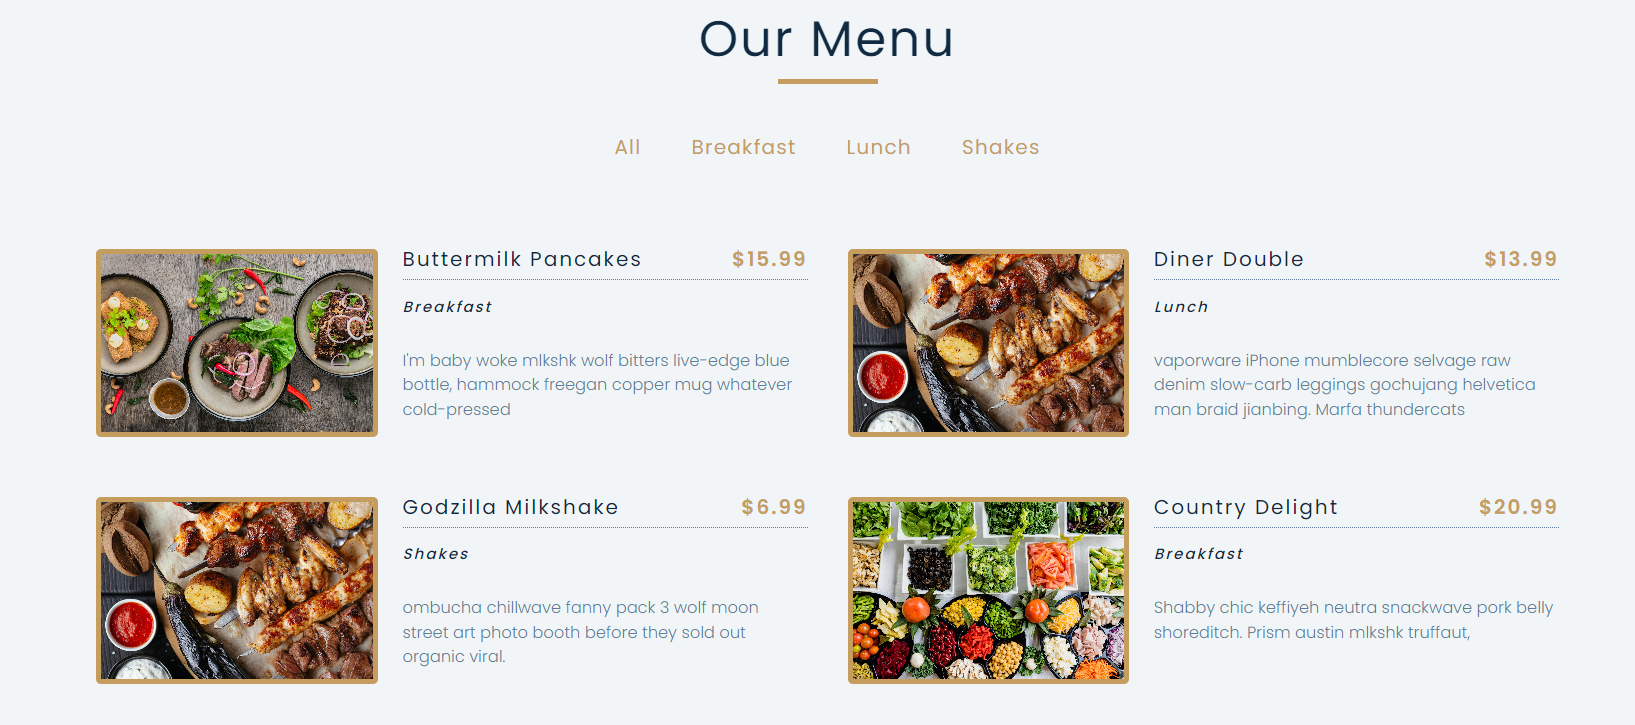 Our Menu
All Breakfast Lunch Shakes
Buttermilk Pancakes $15.99
Breakfast
I'm baby woke mlkshk wolf bitters live-edge blue
bottle, hammock freegan copper mug whatever
cold-pressed
Diner Double $13.99
Lunch
vaporware iPhone mumblecore selvage raw
denim slow-carb leggings gochujang helvetica
man braid jianbing. Marfa thundercats
Godzilla Milkshake $6.99
Shakes
ombucha chillwave fanny pack 3 wolf moon
street art photo booth before they sold out
organic viral.
Country Delight $20.99
Breakfast
Shabby chic keffiyeh neutra snackwave pork belly
shoreditch. Prism austin mlkshk truffaut,